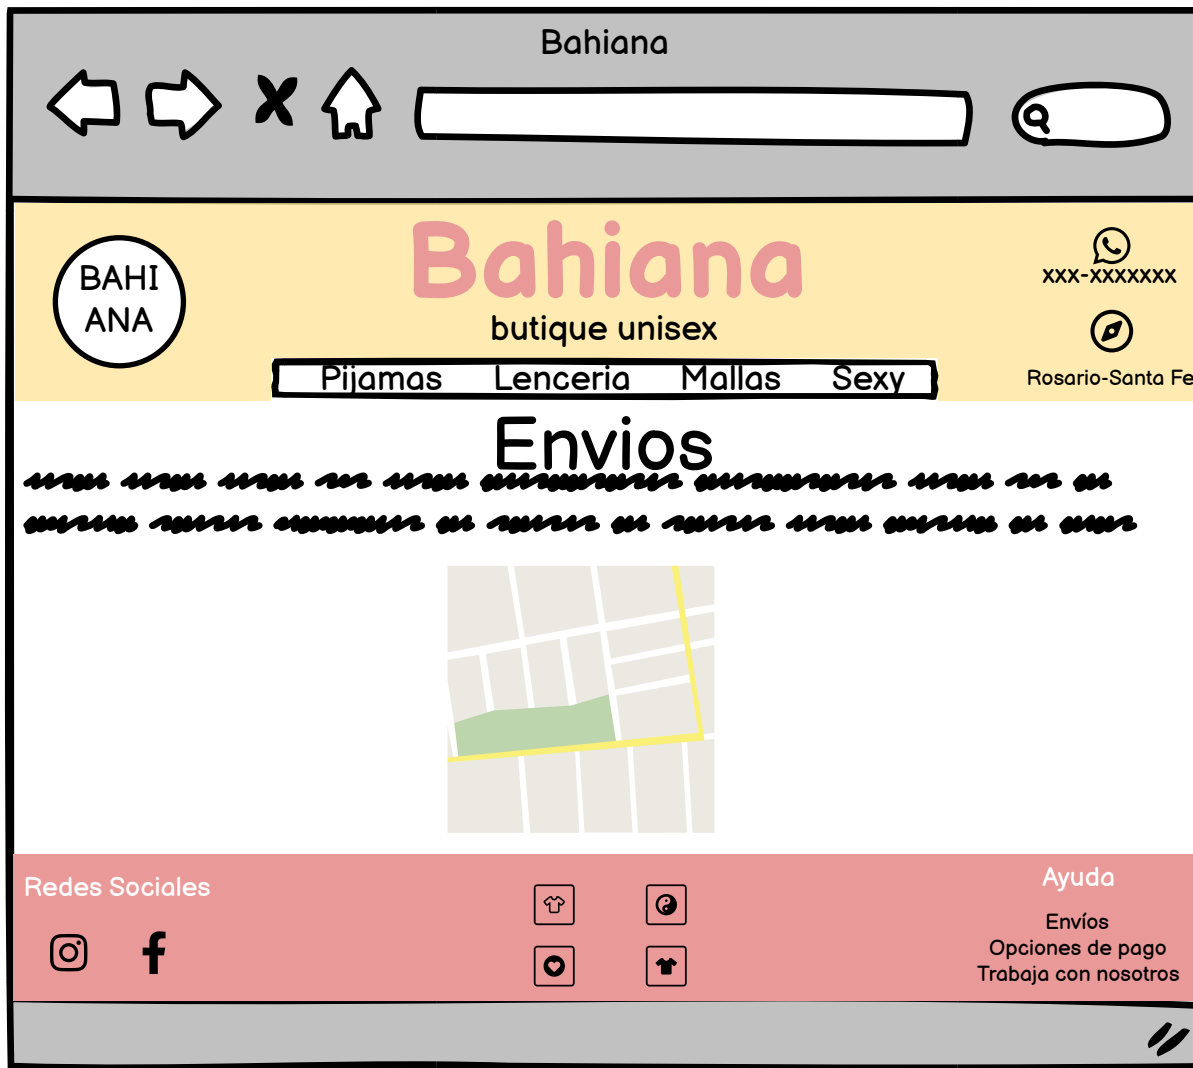 Bahiana
BAHI
ANA
Bahiana
butique unisex
xxx-xxxxxxx
Rosario-Santa Fe
Pijamas Lenceria Mallas Sexy
Envios
Redes Sociales
Ayuda
Envíos
Opciones de pago
Trabaja con nosotros